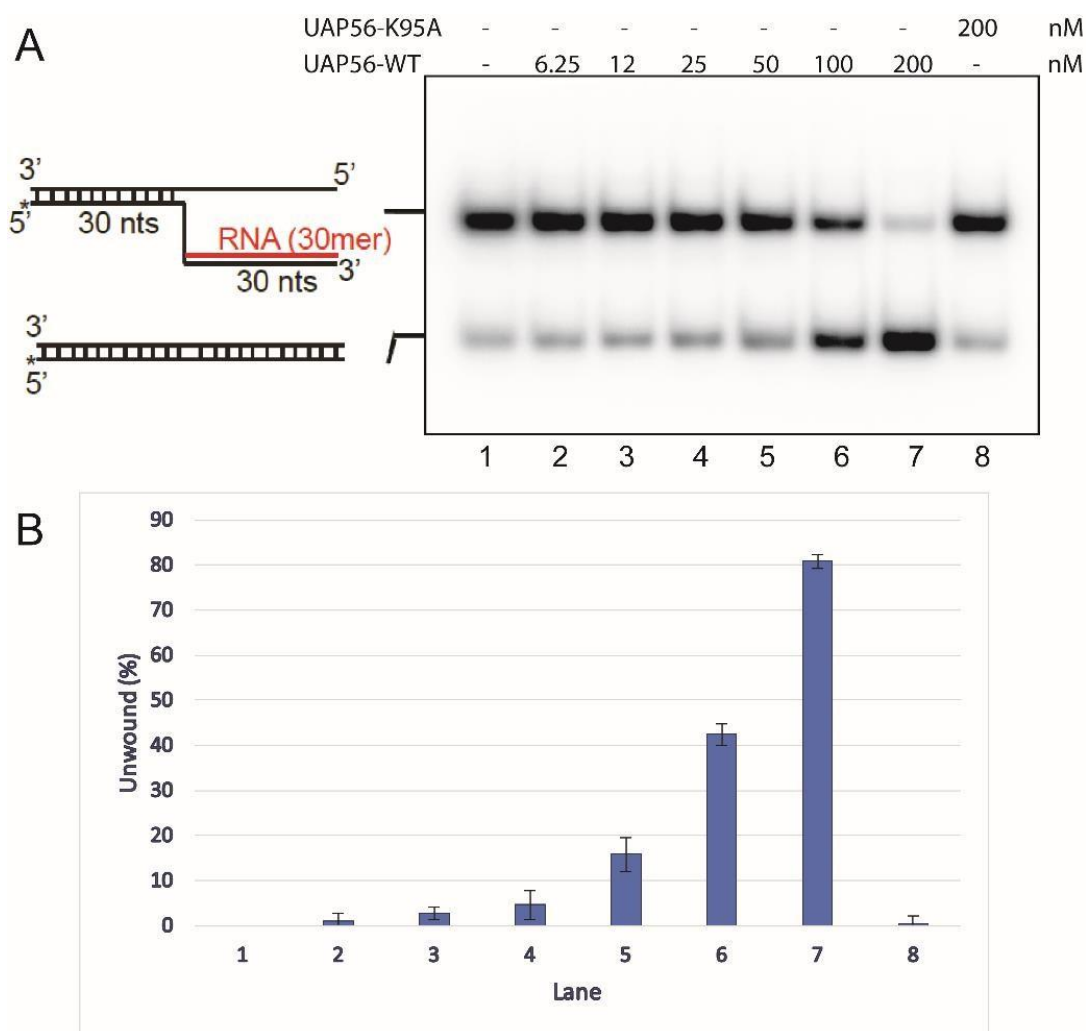 A
UAP56-K95A - - - - - - - 200 nM
UAP56-WT - 6.25 12 25 50 100 200 - nM
3' 5'
*
5' 30 nts
RNA (30mer)
3'
30 nts
3'
*
5'
1 2 3 4 5 6 7 8
B
90
80
70
60
50
40
30
20
10
0
Unwound (%)
1 2 3 4 5 6 7 8
Lane